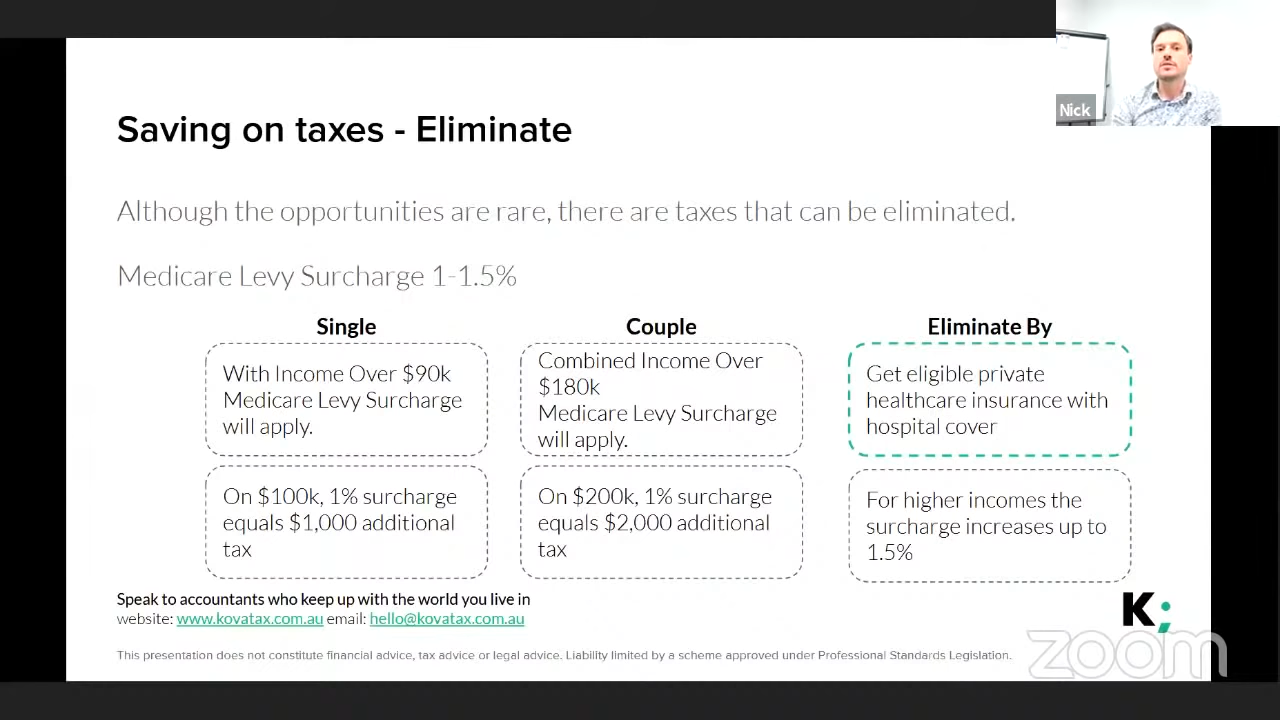 Nick
Saving on taxes - Eliminate
Although the opportunities are rare, there are taxes that can be eliminated.
Medicare Levy Surcharge 1-1.5%
Single
With Income Over $90k
Medicare Levy Surcharge
will apply.
On $100k, 1% surcharge
equals $1,000 additional
tax
Couple
Combined Income Over
$180k
Medicare Levy Surcharge
will apply.
On $200k, 1% surcharge
equals $2,000 additional
tax
Eliminate By
Get eligible private
healthcare insurance with
hospital cover
For higher incomes the
surcharge increases up to
1.5%
Speak to accountants who keep up with the world you live in
website: www.kovatax.com.au email: hello@kovatax.com.au
K;
This presentation does not constitute financial advice, tax advice or legal advice. Liability limited by a scheme approved under Professional Standards Legislation.
zoom